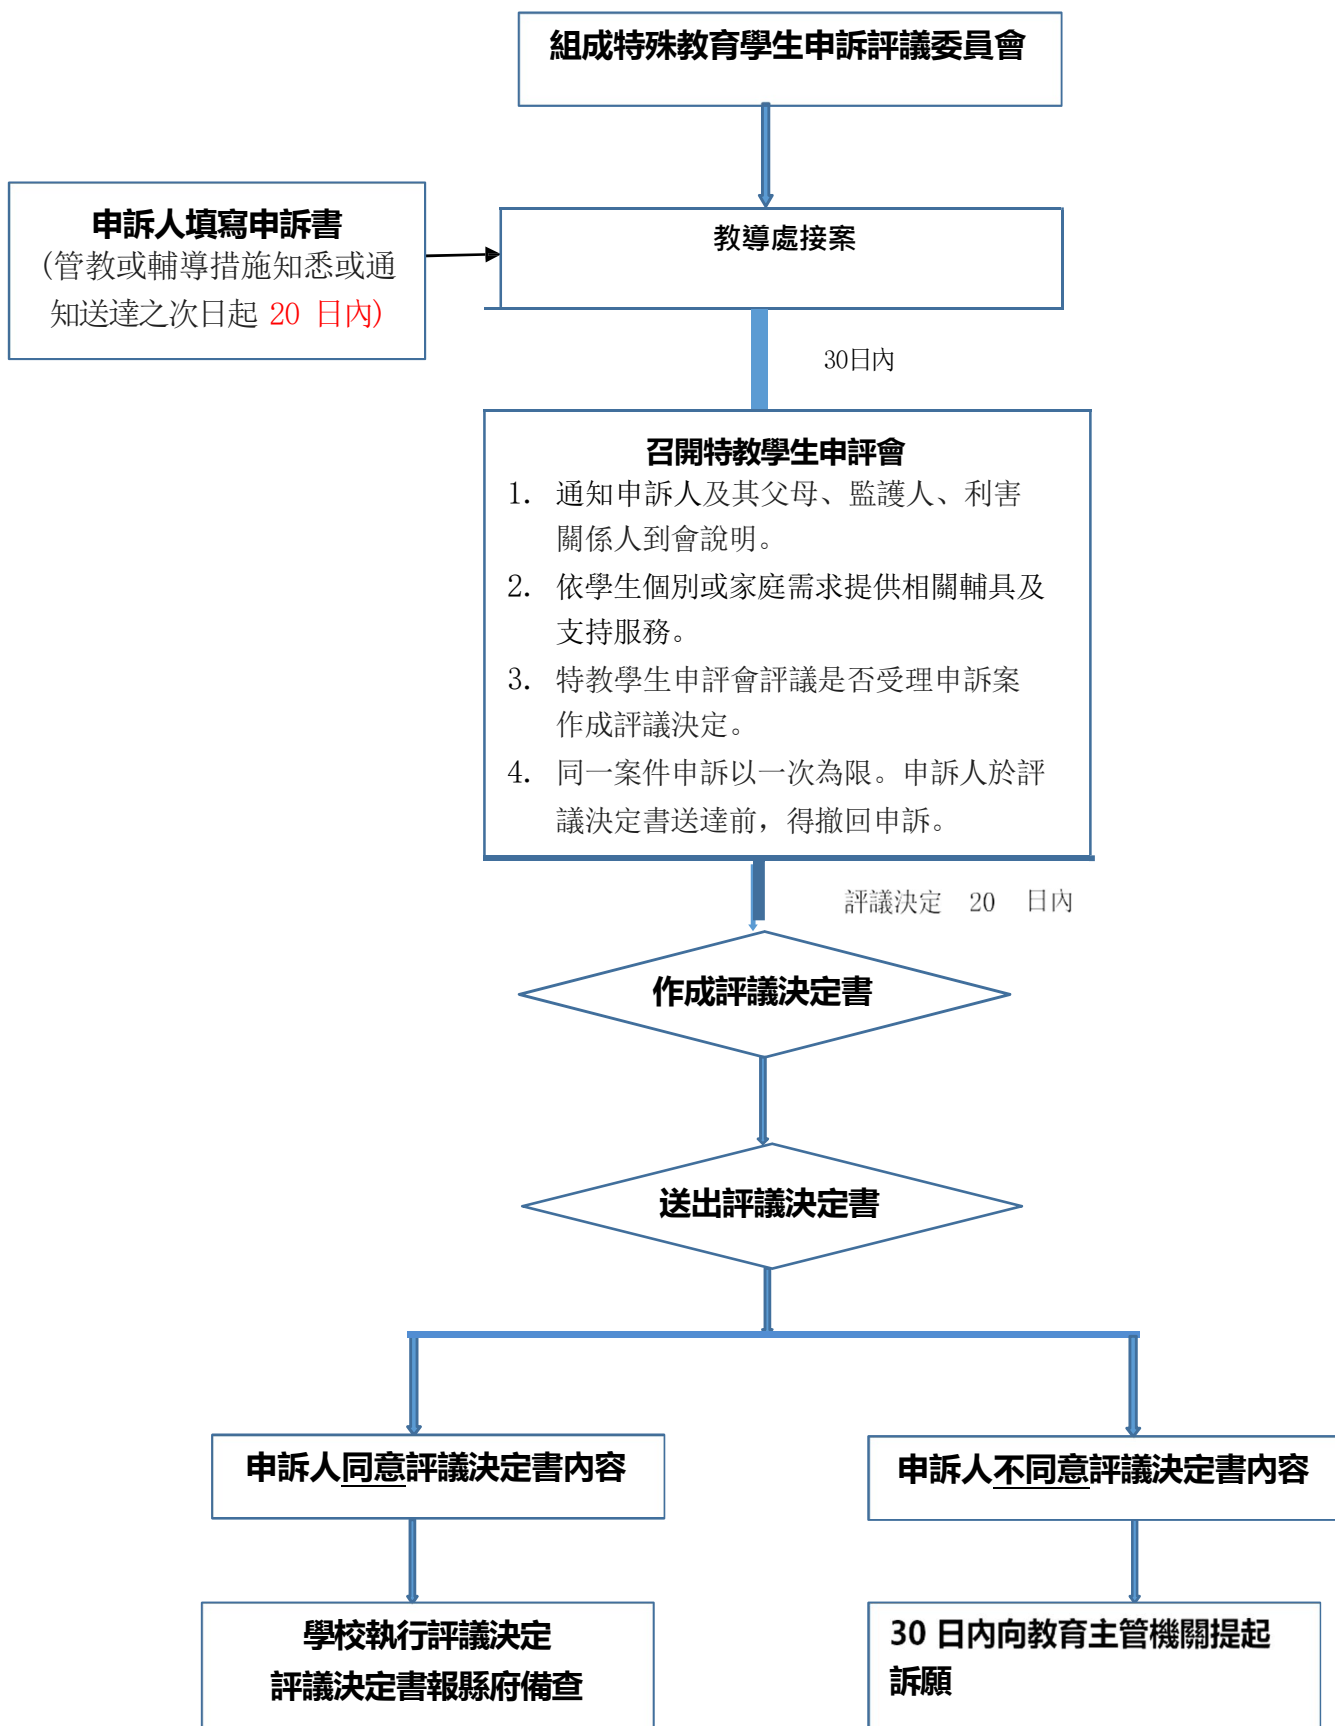 組成特殊教育學生申訴評議委員會
申訴人填寫申訴書
(管教或輔導措施知悉或通
知送達之次日起 20 日內)
教導處接案
30日內
召開特教學生申評會
1. 通知申訴人及其父母、監護人、利害
關係人到會說明。
2. 依學生個別或家庭需求提供相關輔具及
支持服務。
3. 特教學生申評會評議是否受理申訴案
作成評議決定。
4. 同一案件申訴以一次為限。申訴人於評
議決定書送達前，得撤回申訴。
評議決定 20 日內
作成評議決定書
送出評議決定書
申訴人同意評議決定書內容
申訴人不同意評議決定書內容
學校執行評議決定
評議決定書報縣府備查
30 日內向教育主管機關提起
訴願